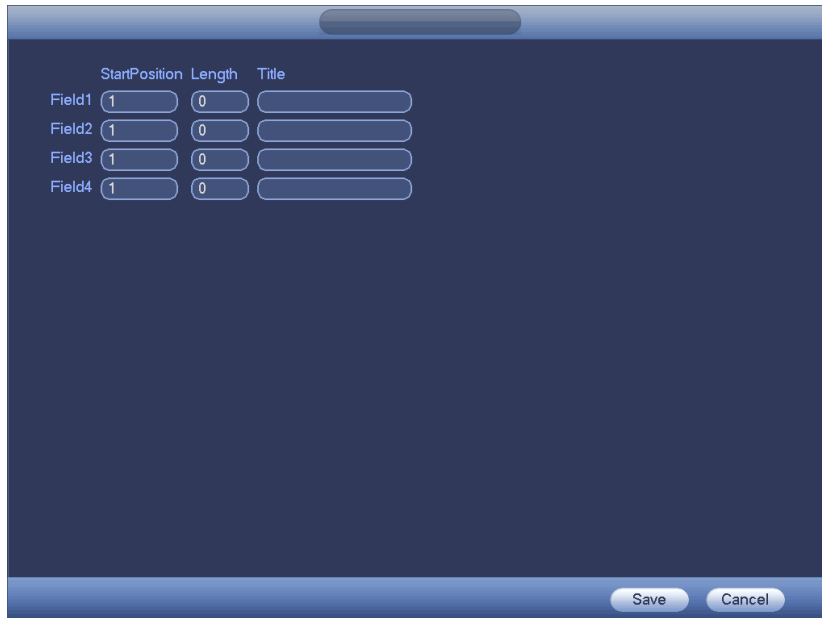 StartPosition Length Title
Field1 1 0
Field2 1 0
Field3 1 0
Field4 1 0
Save Cancel